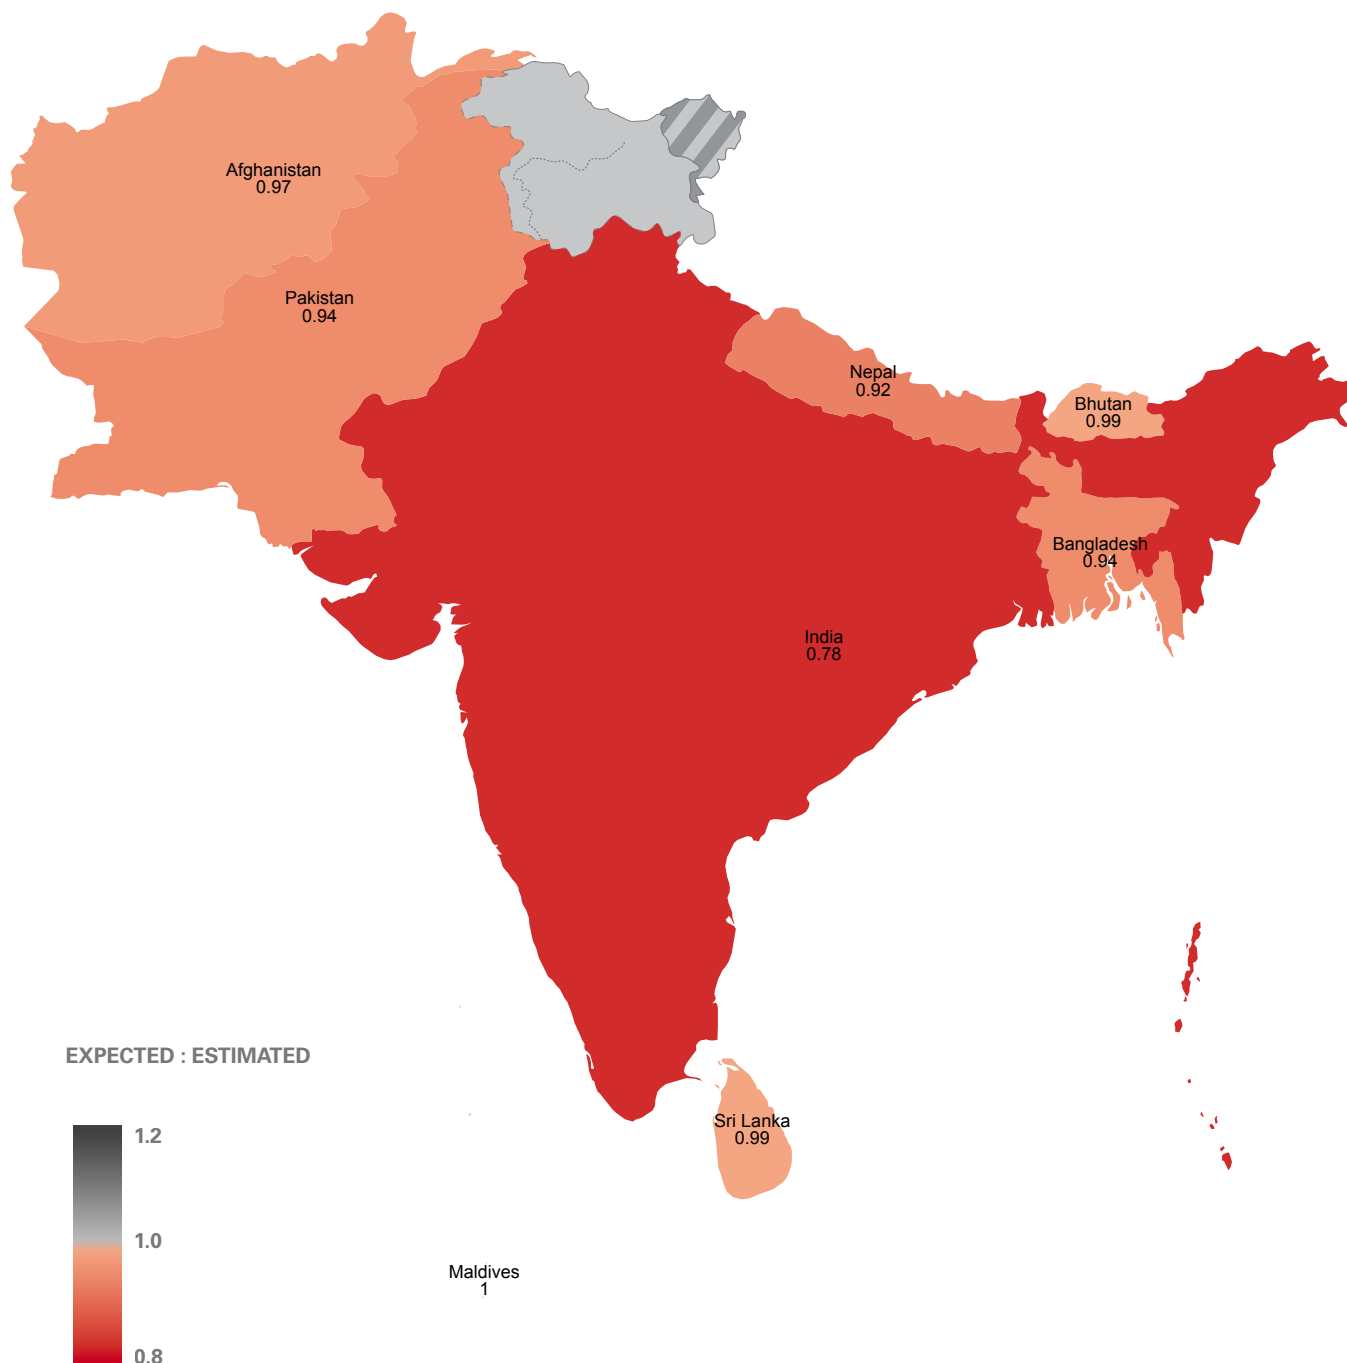 Afghanistan
0.97
Pakistan
0.94
Nepal
0.92
Bhutan
0.99
Bangladesh
0.94
India
0.78
EXPECTED : ESTIMATED
1.2
1.0
0.8
Sri Lanka
0.99
Maldives
1